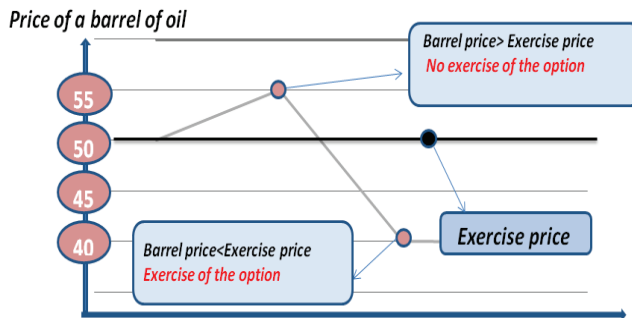 Price of a barrel of oil
Barrel price> Exercise price
No exercise of the option
55
50
45
40
Exercise price
Barrel price<Exercise price
Exercise of the option